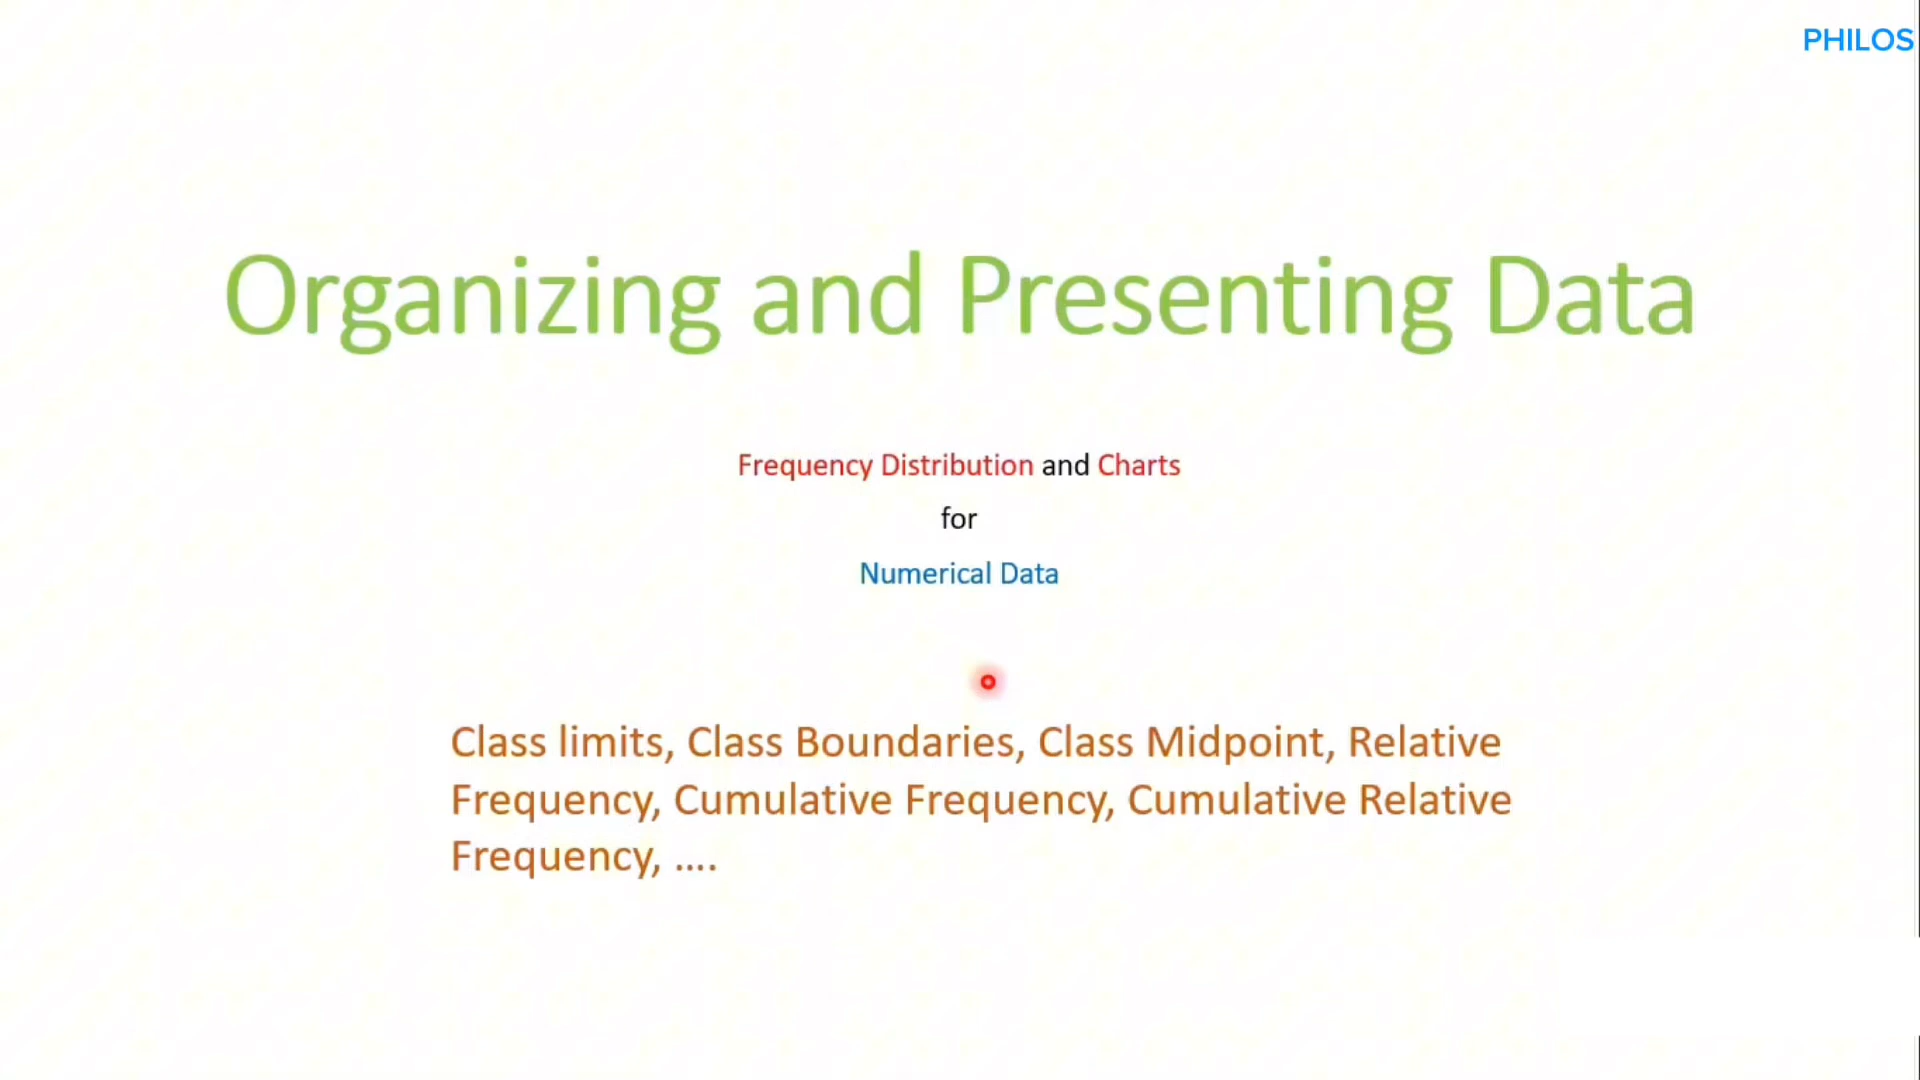 PHILOS
Organizing and Presenting Data
Frequency Distribution and Charts
for
Numerical Data
Class limits, Class Boundaries, Class Midpoint, Relative
Frequency, Cumulative Frequency, Cumulative Relative
Frequency, ....